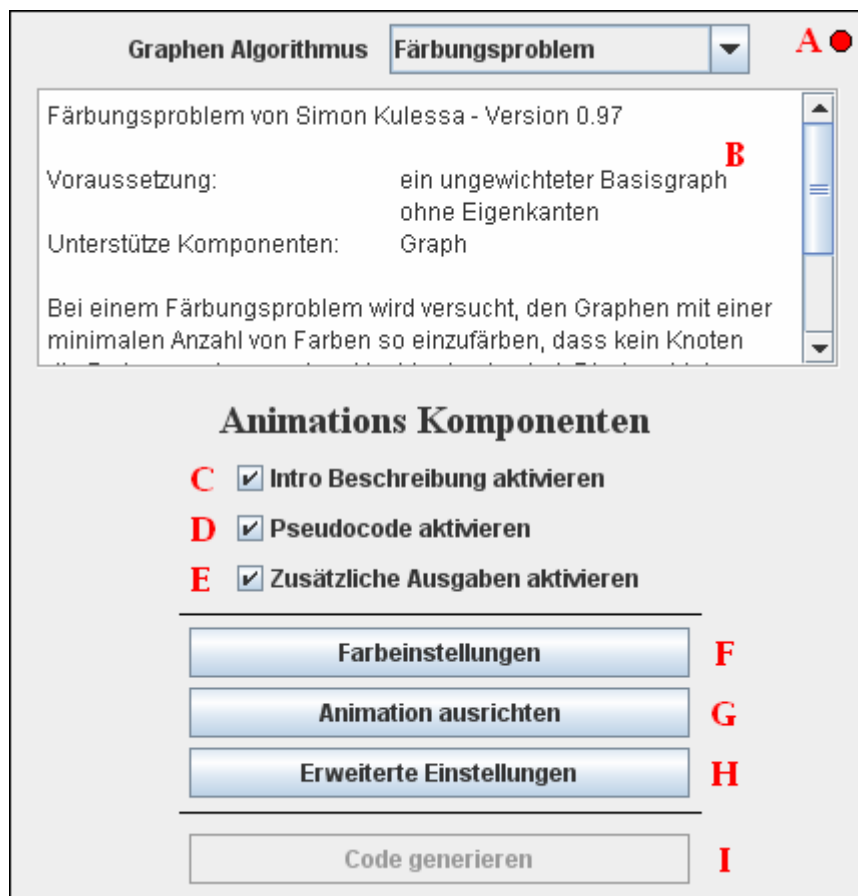 Graphen Algorithmus Färbungsproblem A
Färbungsproblem von Simon Kulessa - Version 0.97
B
Voraussetzung: ein ungewichteter Basisgraph
ohne Eigenkanten
Unterstütze Komponenten: Graph
Bei einem Färbungsproblem wird versucht, den Graphen mit einer
minimalen Anzahl von Farben so einzufärben, dass kein Knoten
Animations Komponenten
C Intro Beschreibung aktivieren
D Pseudocode aktivieren
E Zusätzliche Ausgaben aktivieren
Farbeinstellungen F
Animation ausrichten G
Erweiterte Einstellungen H
Code generieren I